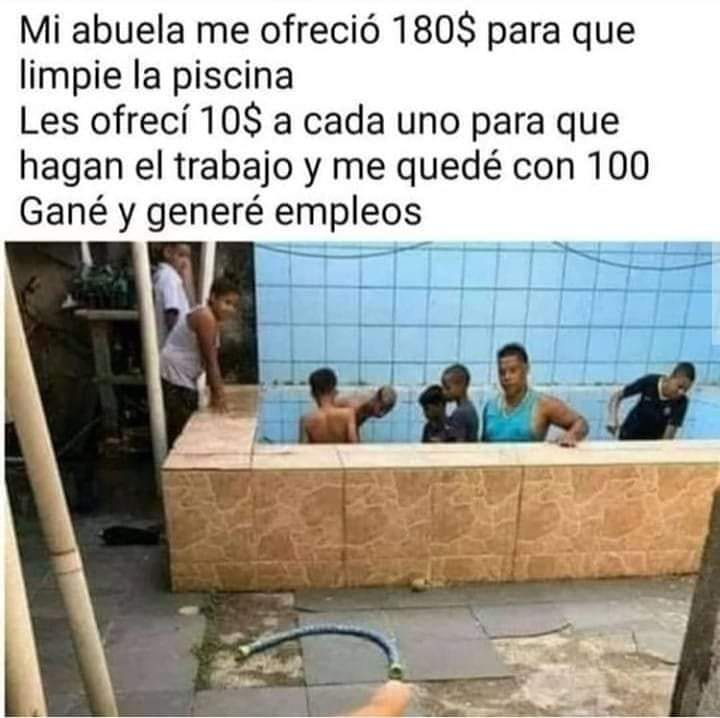 Mi abuela me ofreció 180$ para que
limpie la piscina
Les ofrecí 10$ a cada uno para que
hagan el trabajo y me quedé con 100
Gané y generé empleos